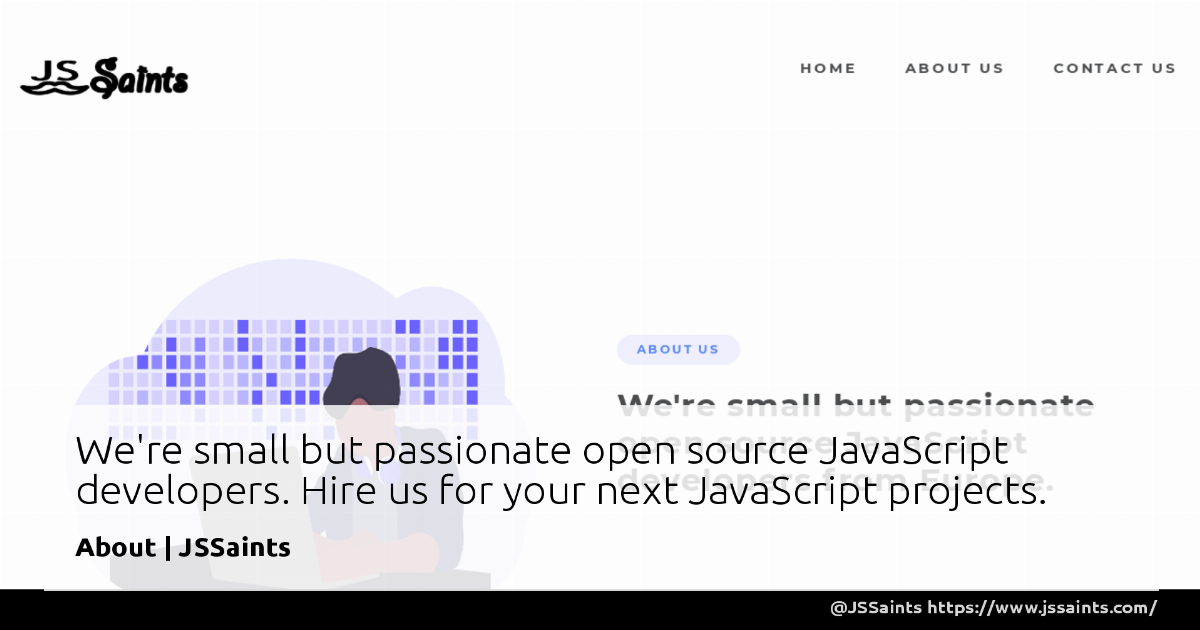 JS Saints
HOME ABOUT US CONTACT US
ABOUT US
We're small but passionate
open source JavaScript
developers from Europe.
We're small but passionate open source JavaScript
developers. Hire us for your next JavaScript projects.
About | JSSaints
@JSSaints https://www.jssaints.com/